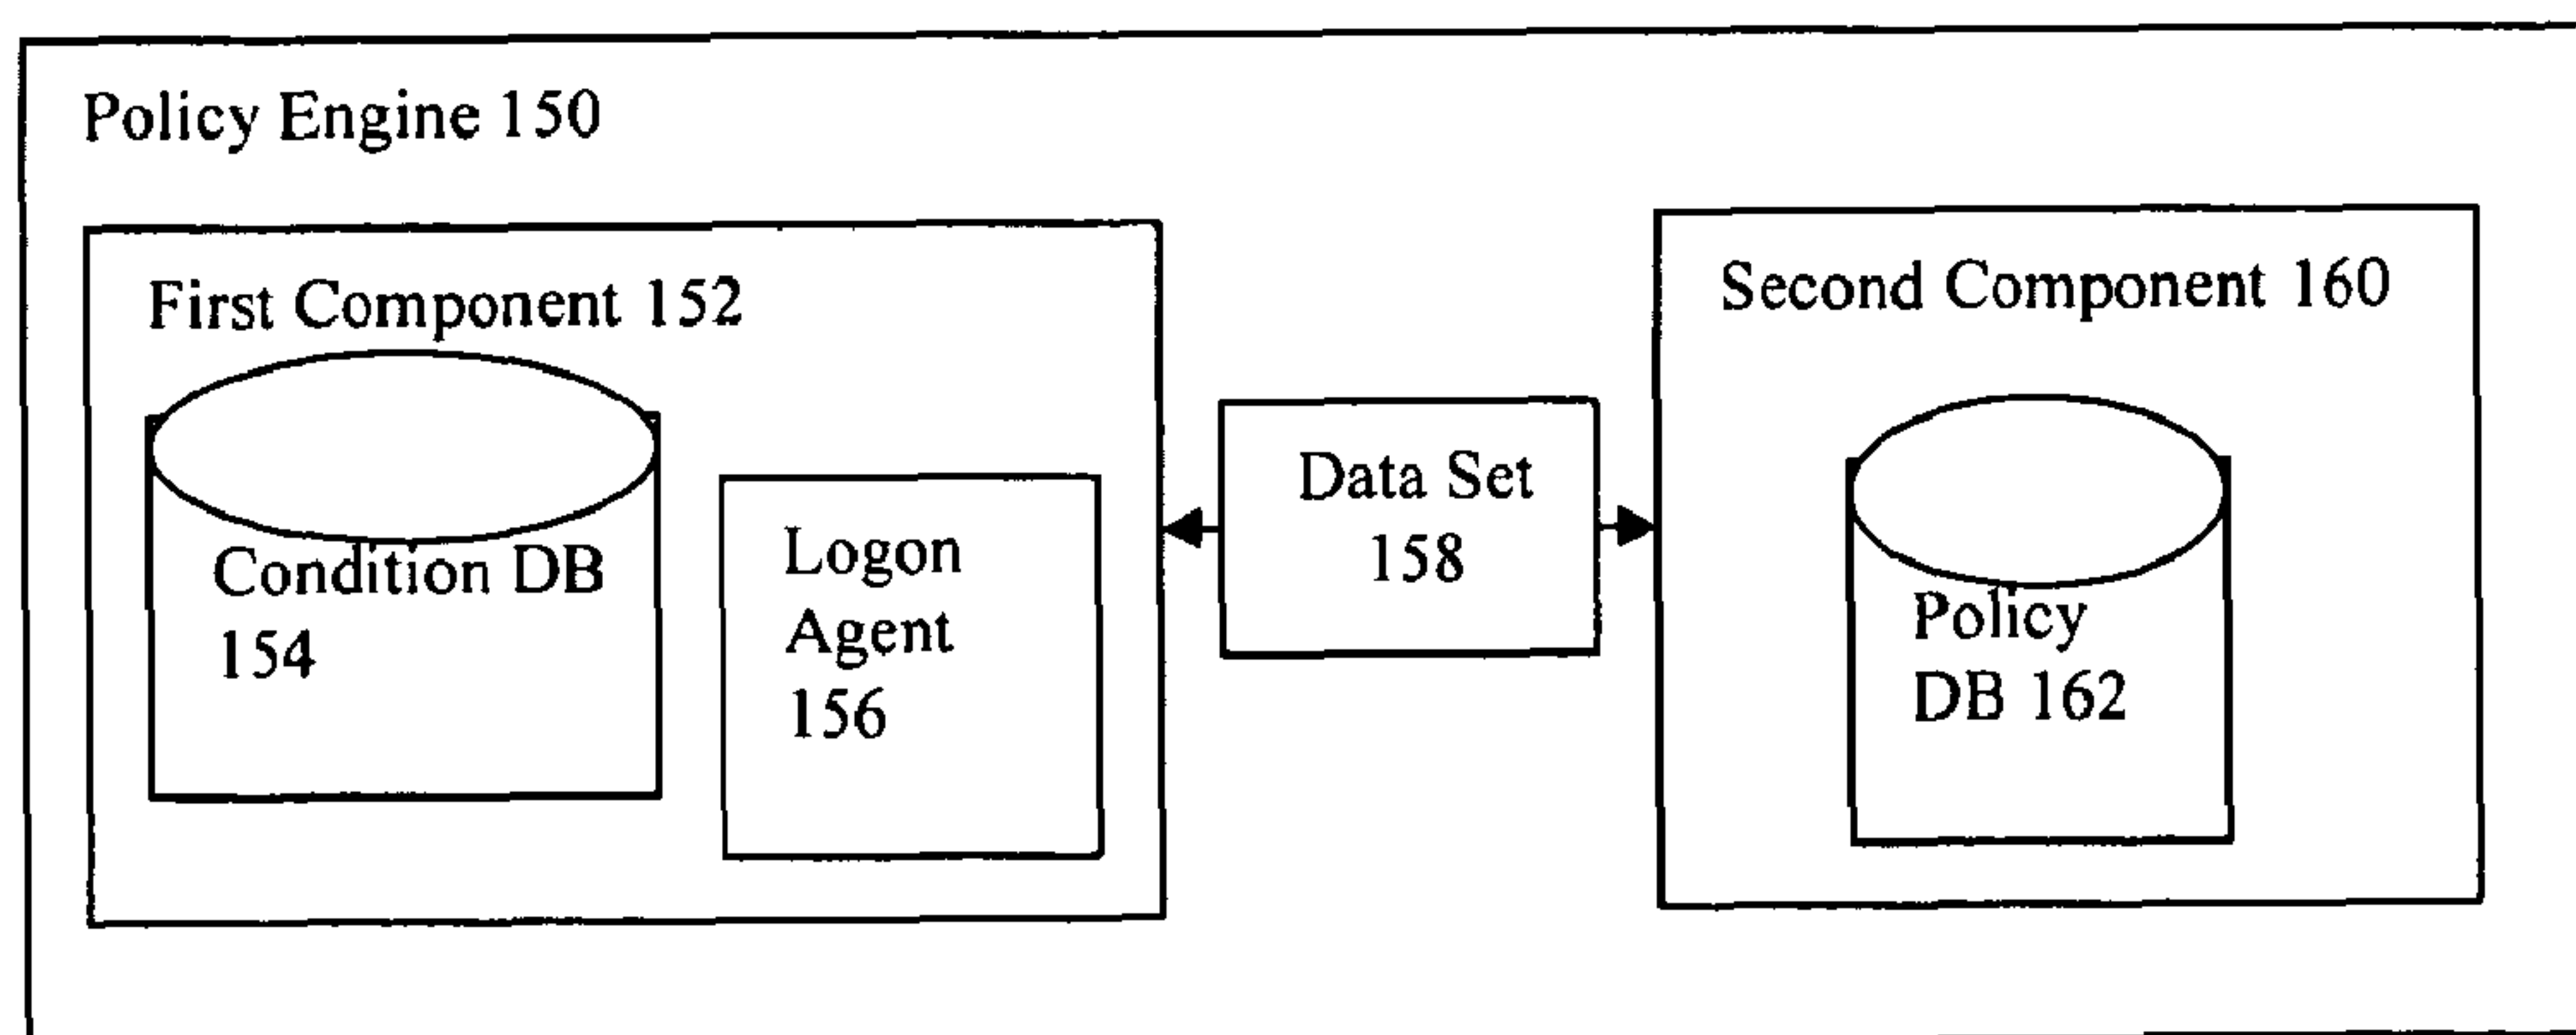 Policy Engine 150
First Component 152
Condition DB
154
Logon
Agent
156
Data Set
158
Second Component 160
Policy
DB 162